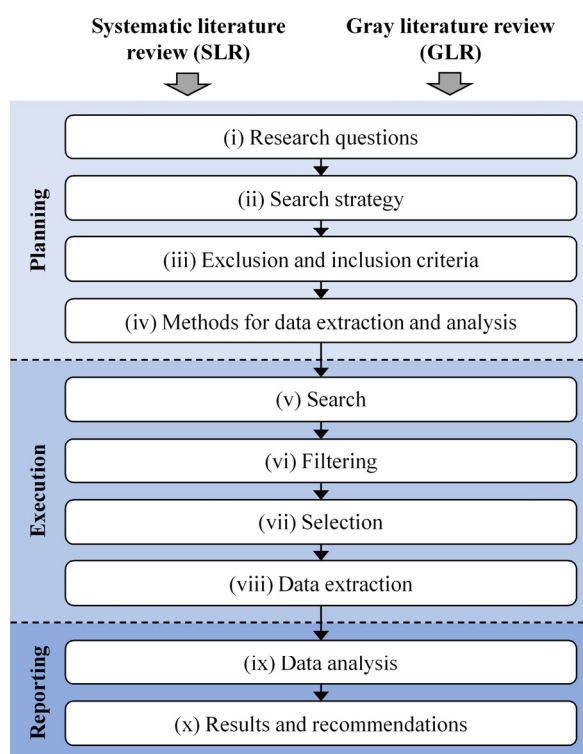 Systematic literature
review (SLR)
Gray literature review
(GLR)
Planning
(i) Research questions
(ii) Search strategy
(iii) Exclusion and inclusion criteria
(iv) Methods for data extraction and analysis
Execution
(v) Search
(vi) Filtering
(vii) Selection
(viii) Data extraction
Reporting
(ix) Data analysis
(x) Results and recommendations